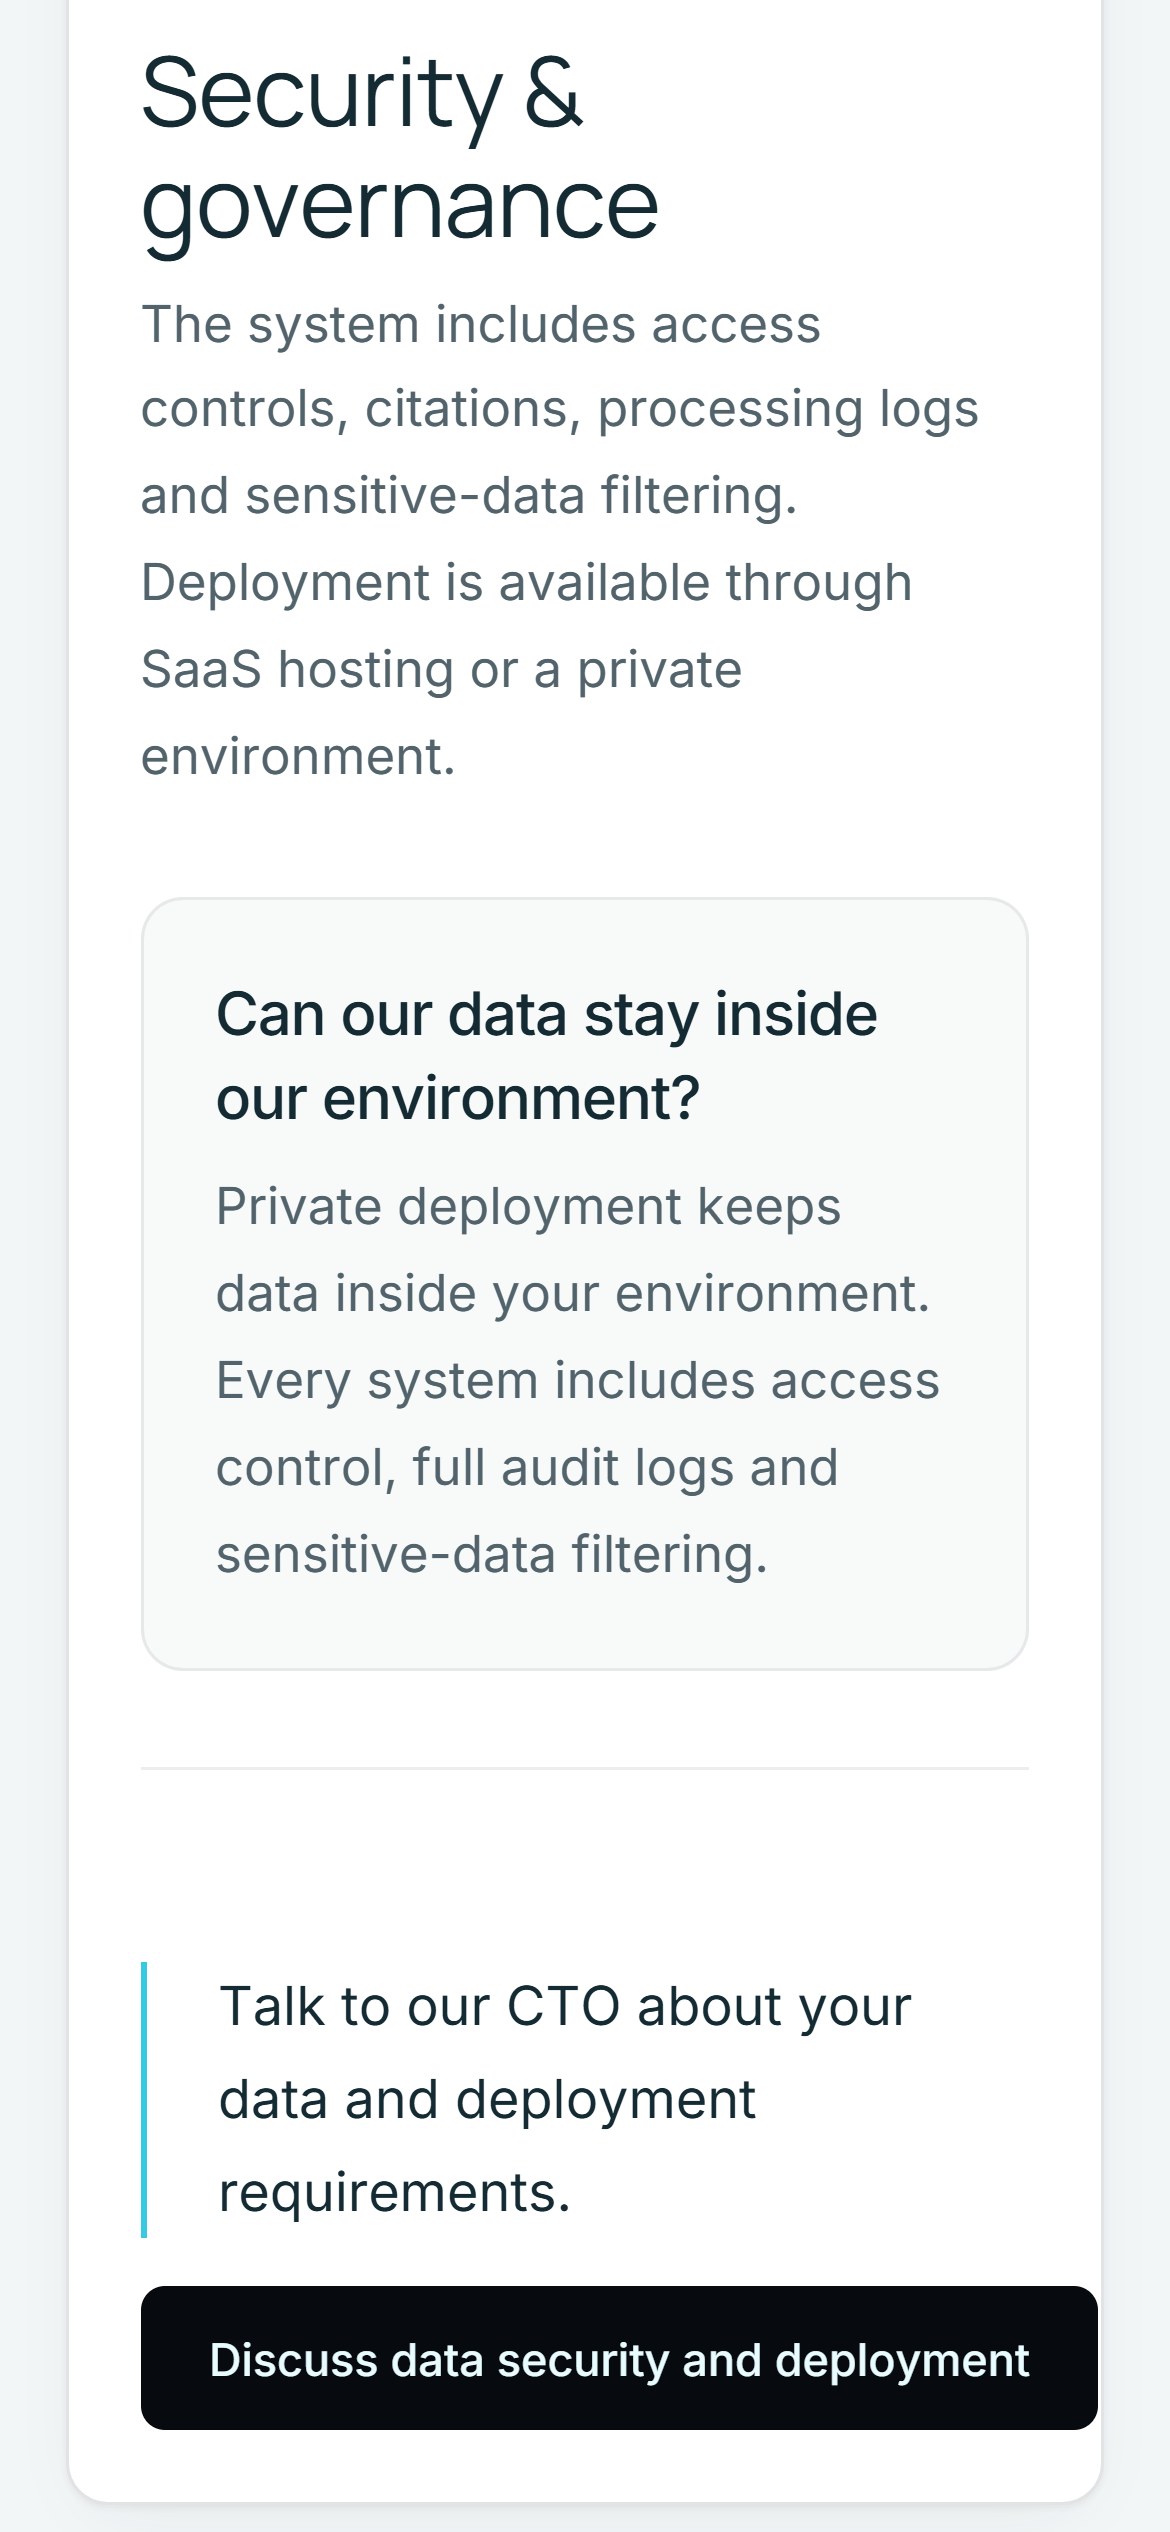 Security &
governance
The system includes access
controls, citations, processing logs
and sensitive-data filtering.
Deployment is available through
SaaS hosting or a private
environment.
Can our data stay inside
our environment?
Private deployment keeps
data inside your environment.
Every system includes access
control, full audit logs and
sensitive-data filtering.
Talk to our CTO about your
data and deployment
requirements.
Discuss data security and deployment